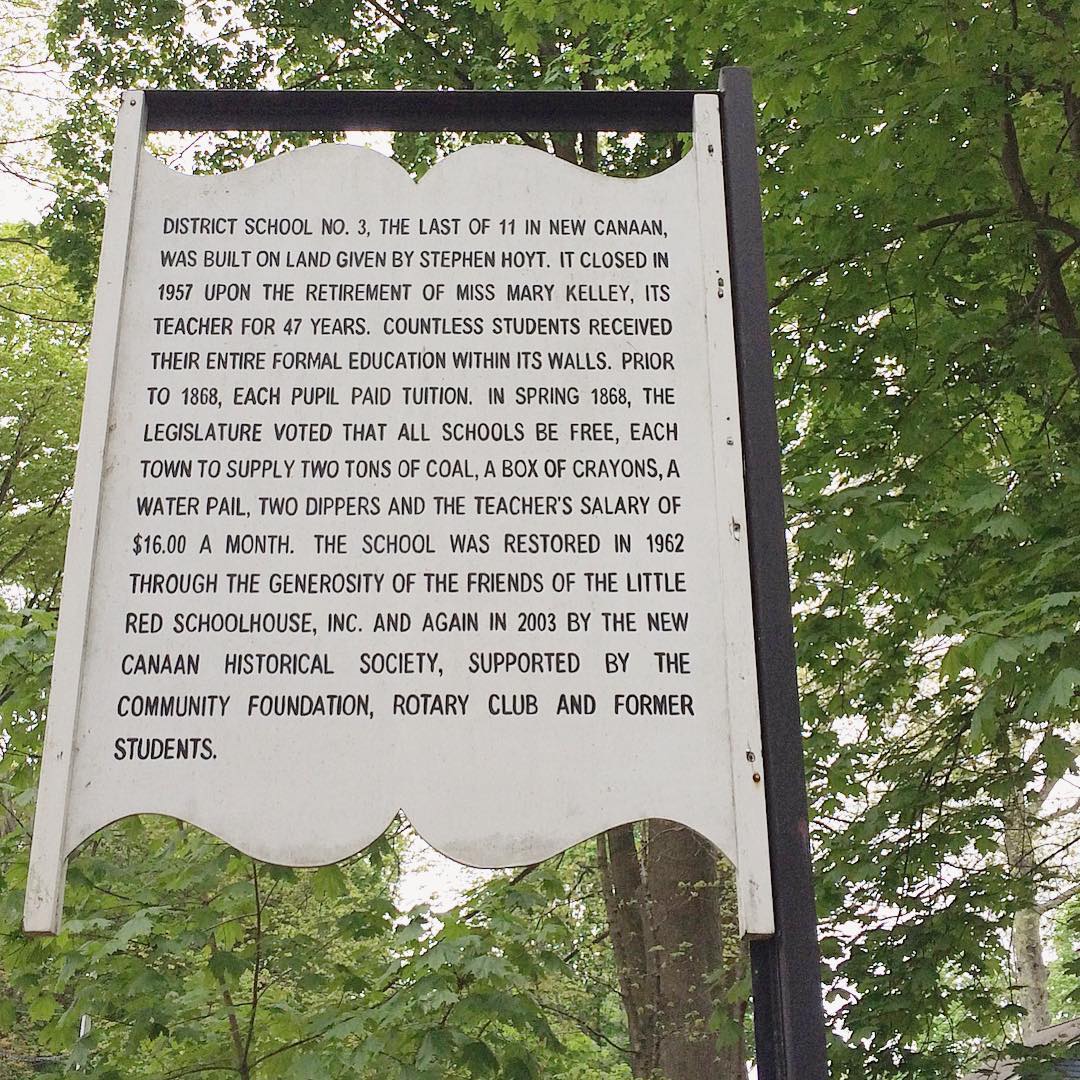 DISTRICT SCHOOL NO. 3, THE LAST OF 11 IN NEW CANAAN,
WAS BUILT ON LAND GIVEN BY STEPHEN HOYT. IT CLOSED IN
1957 UPON THE RETIREMENT OF MISS MARY KELLEY, ITS
TEACHER FOR 47 YEARS. COUNTLESS STUDENTS RECEIVED
THEIR ENTIRE FORMAL EDUCATION WITHIN ITS WALLS. PRIOR
TO 1868, EACH PUPIL PAID TUITION. IN SPRING 1868, THE
LEGISLATURE VOTED THAT ALL SCHOOLS BE FREE, EACH
TOWN TO SUPPLY TWO TONS OF COAL, A BOX OF CRAYONS, A
WATER PAIL, TWO DIPPERS AND THE TEACHER'S SALARY OF
$16.00 A MONTH. THE SCHOOL WAS RESTORED IN 1962
THROUGH THE GENEROSITY OF THE FRIENDS OF THE LITTLE
RED SCHOOLHOUSE, INC. AND AGAIN IN 2003 BY THE NEW
CANAAN HISTORICAL SOCIETY, SUPPORTED BY THE
COMMUNITY FOUNDATION, ROTARY CLUB AND FORMER
STUDENTS.